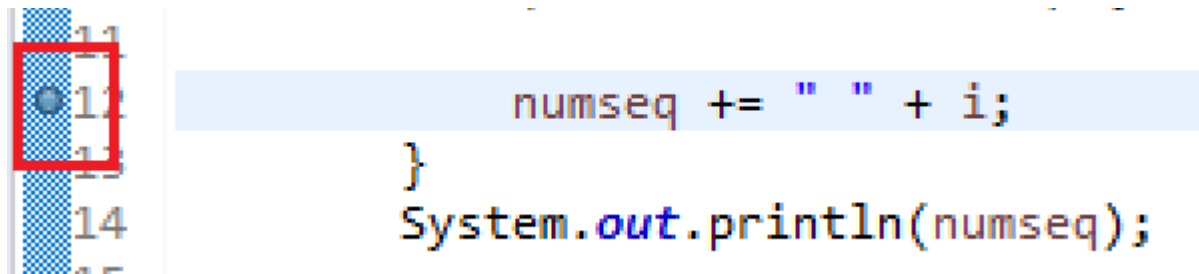 11
12 numseq += " " + i;
13 }
14 System.out.println(numseq);